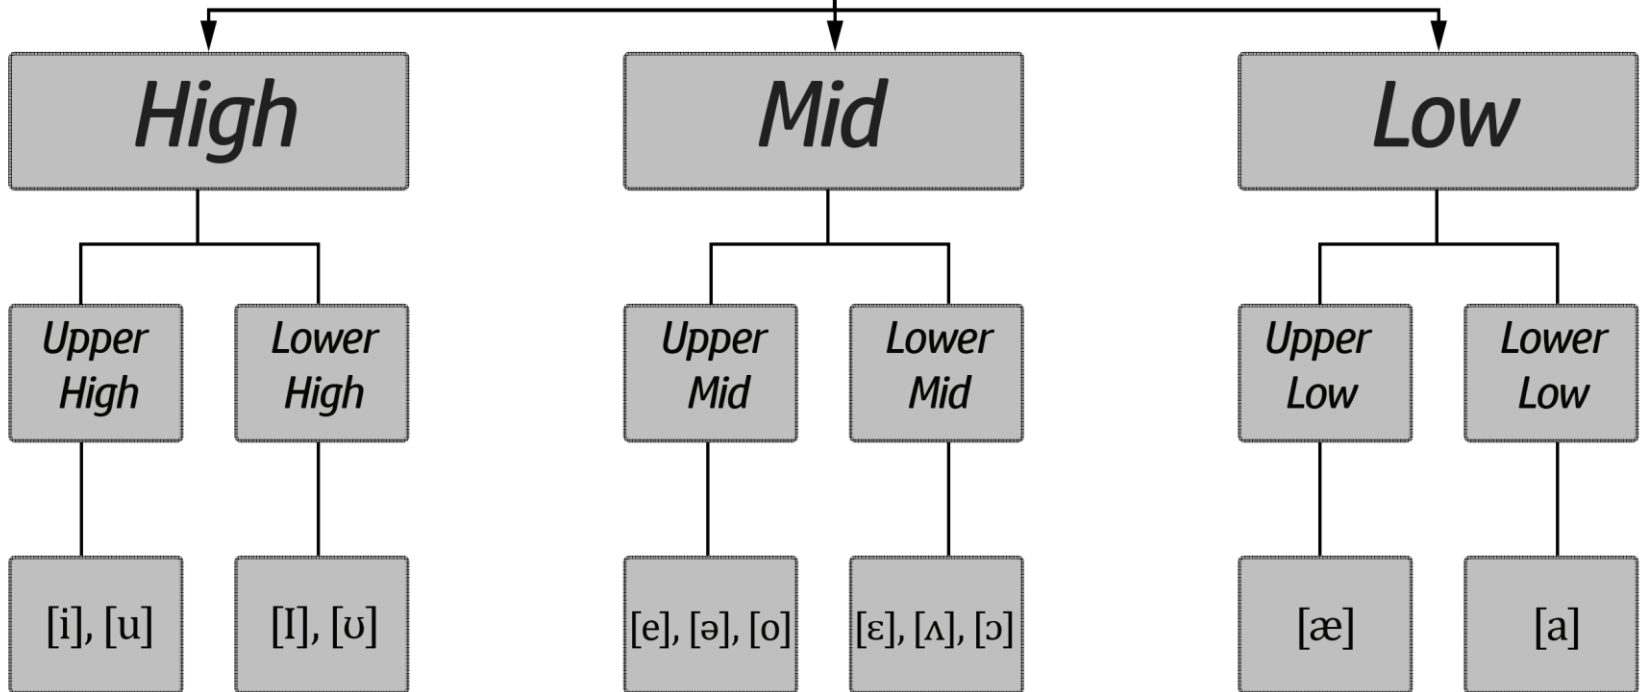 High
Mid
Low
Upper
High
Lower
High
Upper
Mid
Lower
Mid
Upper
Low
Lower
Low
[i], [u]
[I], [ʊ]
[e], [ə], [o]
[ɛ], [ʌ], [ɔ]
[æ]
[a]